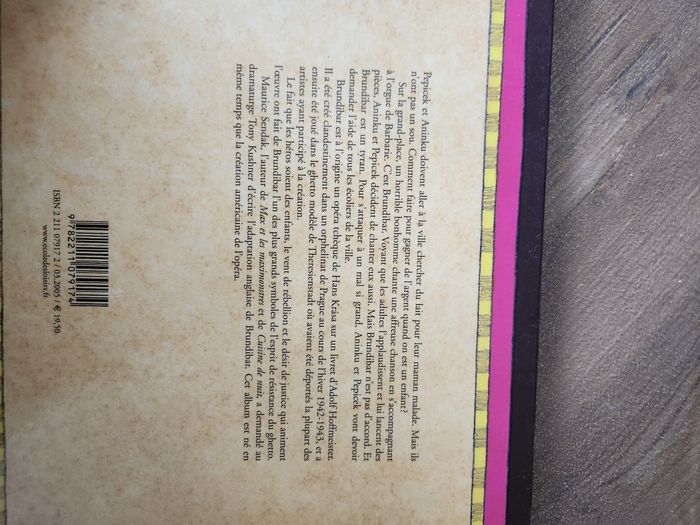 Pepicek et Aninku doivent aller à la ville chercher du lait pour leur maman malade. Mais ils
n'ont pas un sou. Comment faire pour gagner de l'argent quand on est un enfant?
Sur la grand-place, un horrible bonhomme chante une affreuse chanson en s'accompagnant
à l'orgue de Barbarie. C'est Brundibar. Voyant que les adultes l'applaudissent et lui lancent des
pièces, Aninku et Pepicek décident de chanter eux aussi. Mais Brundibar n'est pas d'accord. Et
Brundibar est un tyran. Pour s'attaquer à un mal si grand, Aninku et Pepicek vont devoir
demander l'aide de tous les écoliers de la ville.
Brundibar est à l'origine un opéra tchèque de Hans Krása sur un livret d'Adolf Hoffmeister.
Il a été créé clandestinement dans un orphelinat de Prague au cours de l'hiver 1942-1943, et a
ensuite été joué dans le ghetto modèle de Theresienstadt où avaient été déportés la plupart des
artistes ayant participé à la création.
Le fait que les héros soient des enfants, le vent de rébellion et le désir de justice qui animent
l'œuvre ont fait de Brundibar l'un des plus grands symboles de l'esprit de résistance du ghetto.
Maurice Sendak, l'auteur de Max et les maximonstres et de Cuisine de nuit, a demandé au
dramaturge Tony Kushner d'écrire l'adaptation anglaise de Brundibar. Cet album est né en
même temps que la création américaine de l'opéra.
9782211079174
ISBN 2 211 07917 2 / 03.2005 / € 19,50
www.ecoledesloisirs.fr